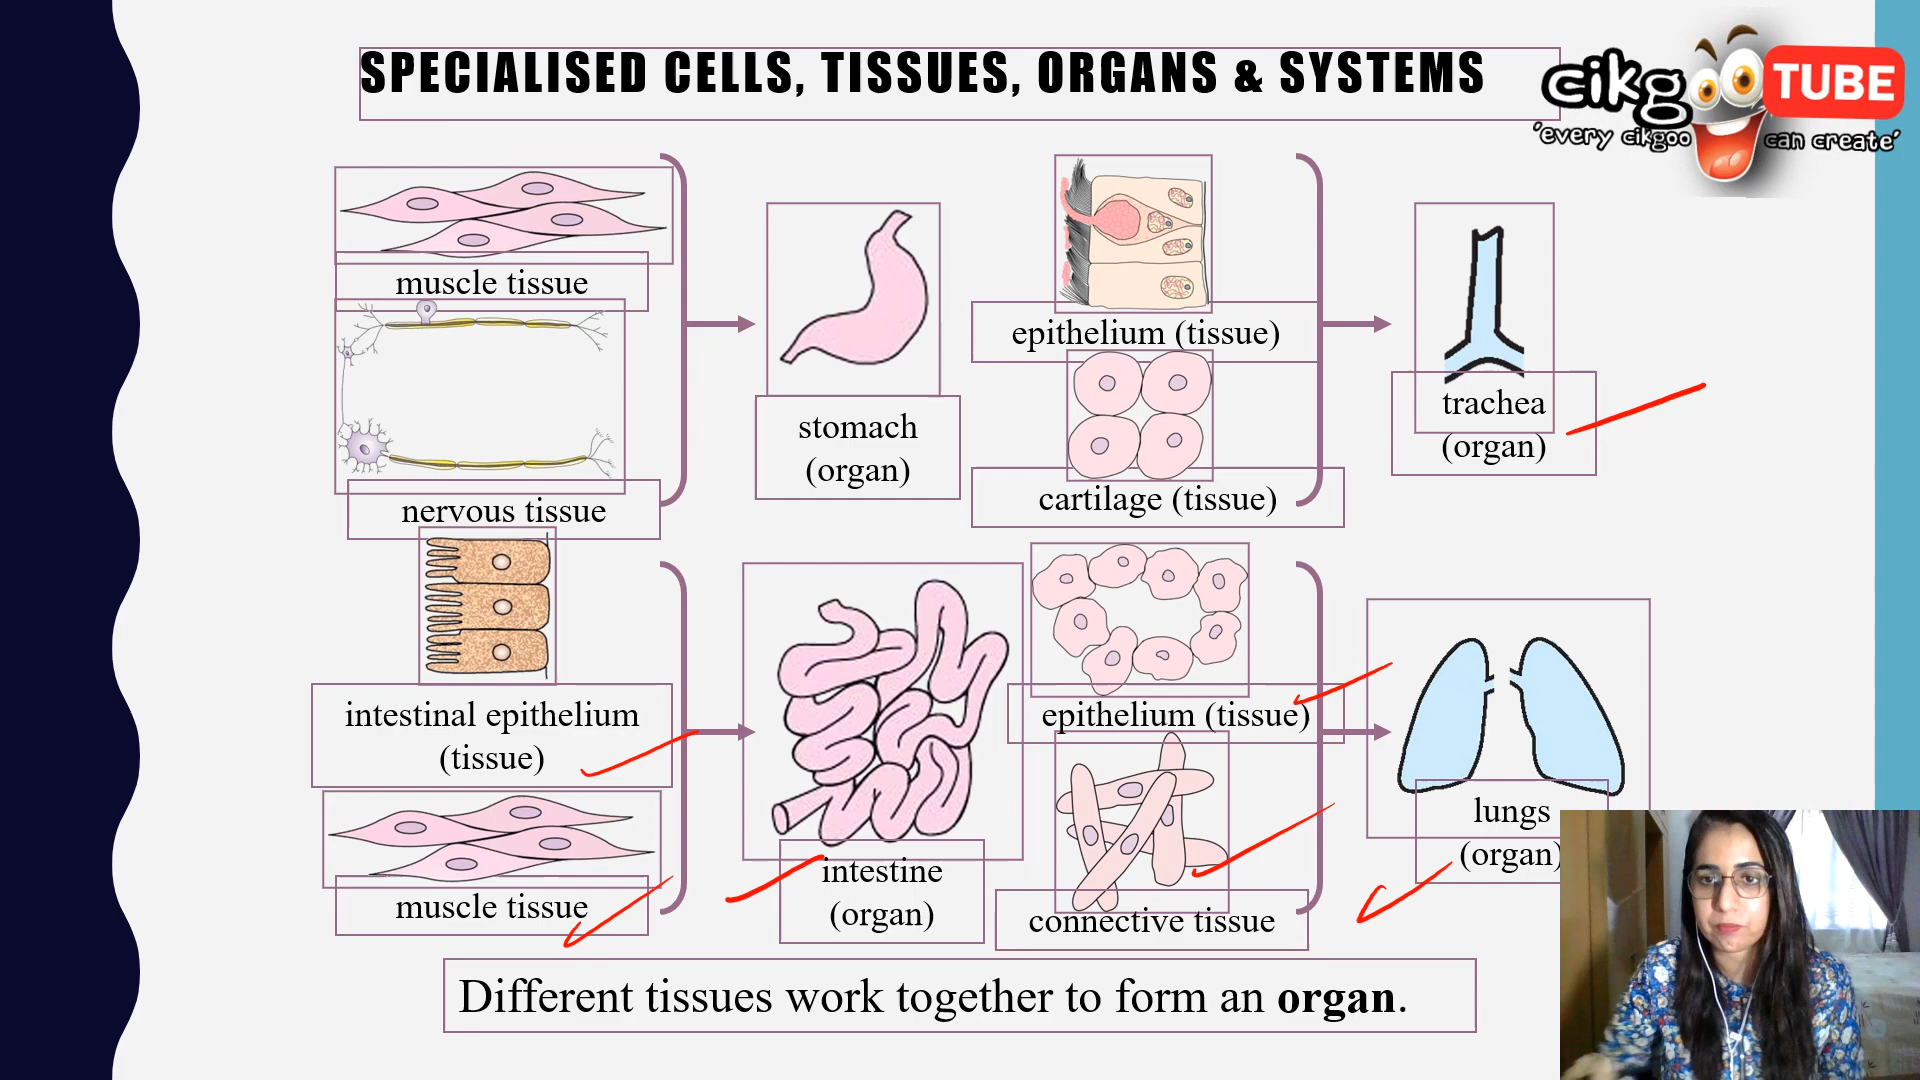 SPECIALISED CELLS, TISSUES, ORGANS & SYSTEMS
cikgoo TUBE
'every cikgoo can create'
muscle tissue
nervous tissue
stomach
(organ)
epithelium (tissue)
cartilage (tissue)
trachea
(organ)
intestinal epithelium
(tissue)
muscle tissue
intestine
(organ)
epithelium (tissue)
connective tissue
lungs
(organ)
Different tissues work together to form an organ.